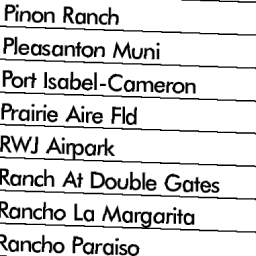 Pinon Ranch
Pleasanton Muni
Port Isabel-Cameron
Prairie Aire Fld
RWJ Airpark
Ranch At Double Gates
Rancho La Margarita
Rancho Paraiso